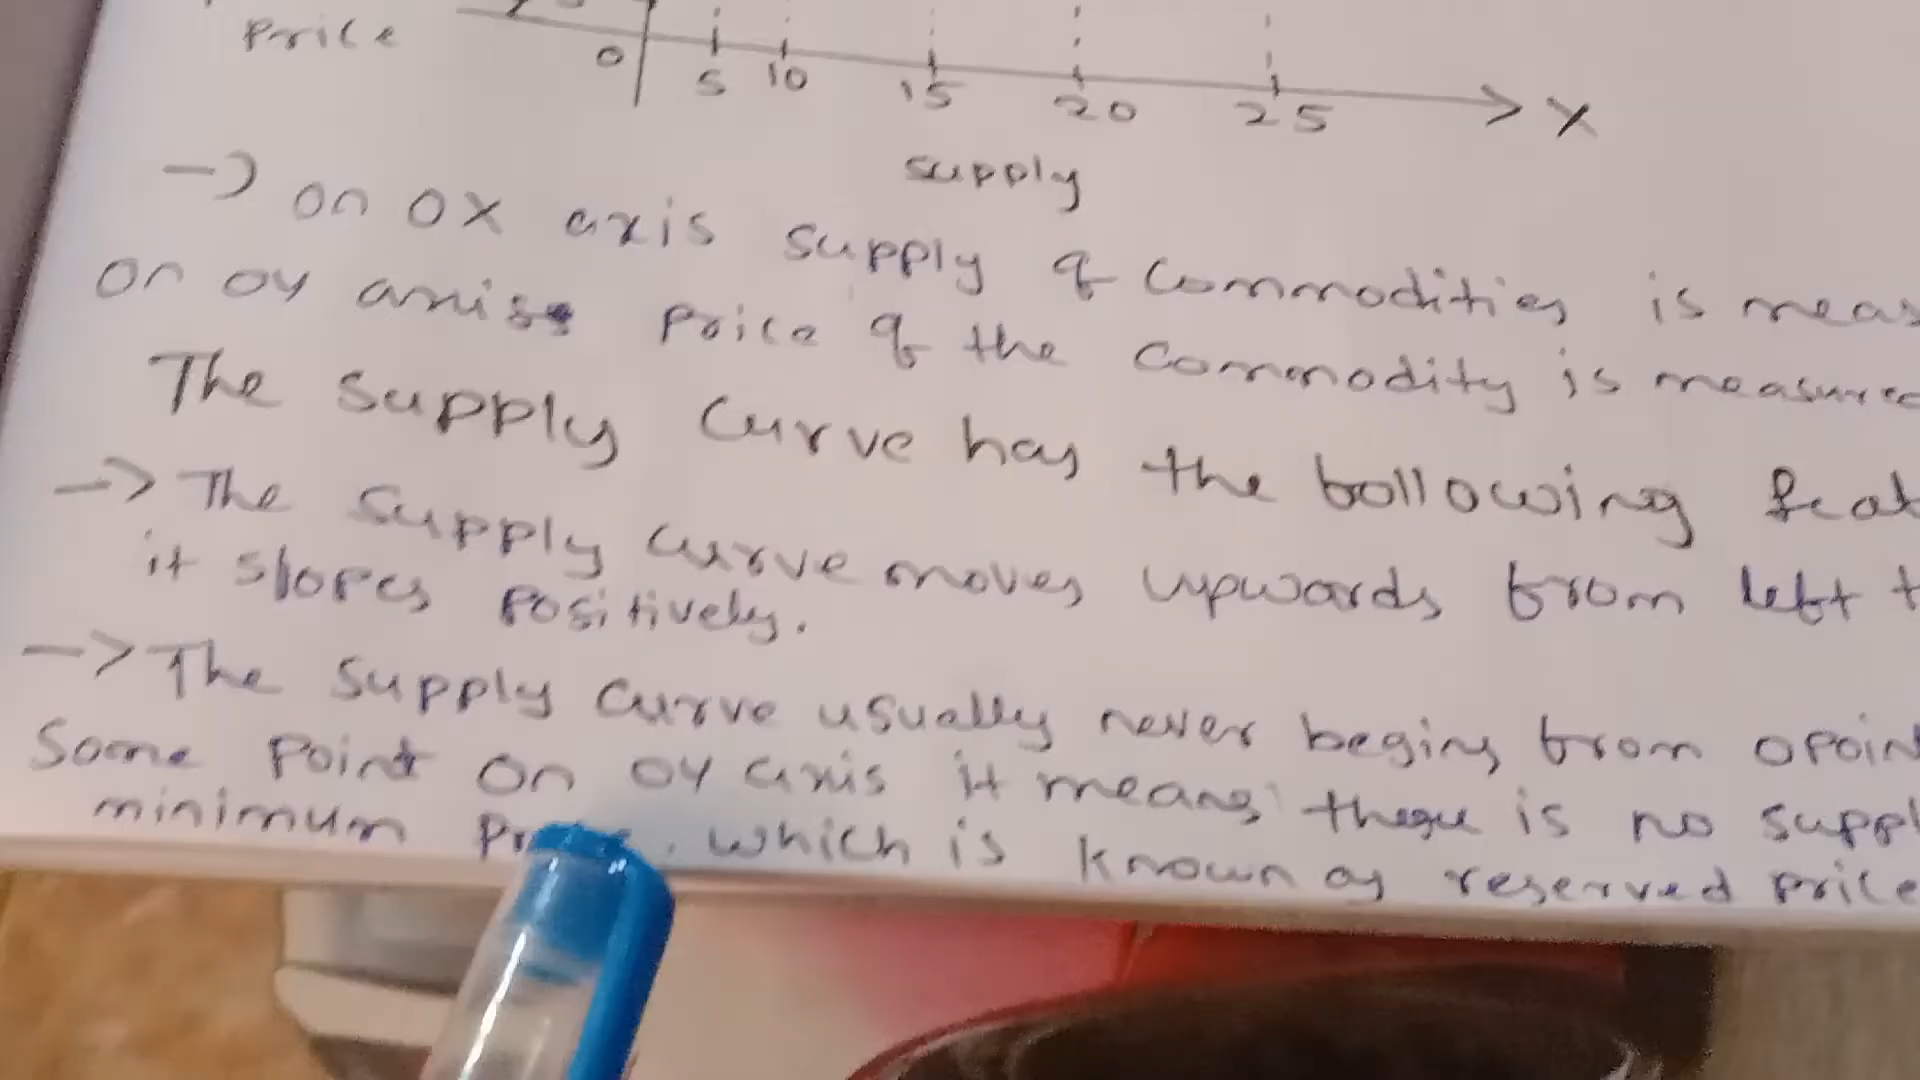 Price
0 5 10 15 20 25 X
supply
→ on OX axis supply of Commodities is meas
on oy axis price of the commodity is measured
The supply curve has the following feat
→ The supply curve moves upwards from left t
it slopes positively.
→ The supply curve usually never begins from o point
Some point on oy axis it means there is no suppl
minimum Pr which is known as reserved price